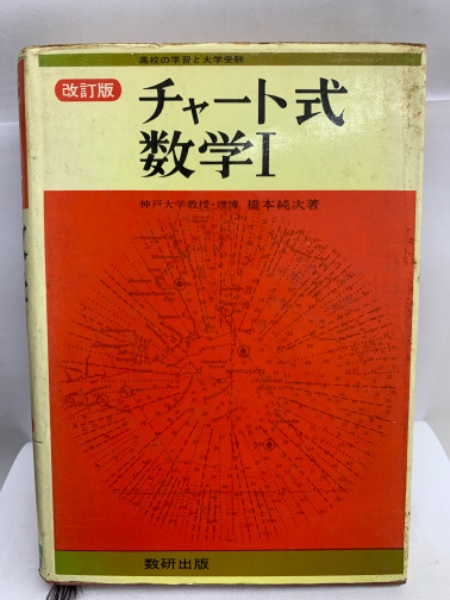 高校の学習と大学受験
改訂版
チャート式
数学I
神戸大学教授・理博 橋本純次著
NANTUCKET
数研出版